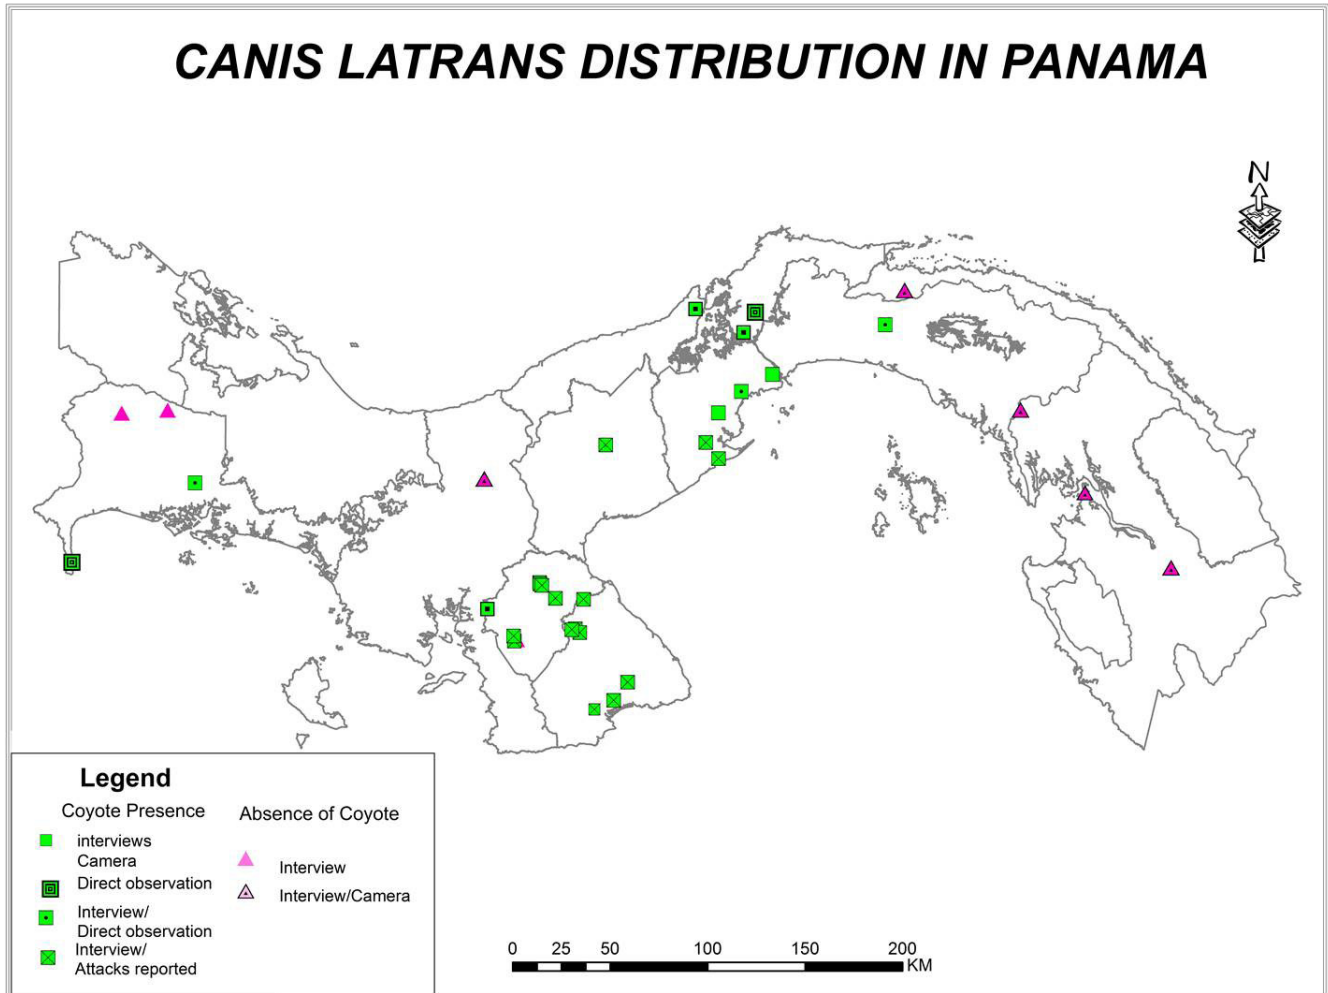 CANIS LATRANS DISTRIBUTION IN PANAMA
N
Legend
Coyote Presence
interviews
Camera
Direct observation
Interview/
Direct observation
Interview/
Attacks reported
Absence of Coyote
Interview
Interview/Camera
0 25 50 100 150 200
KM